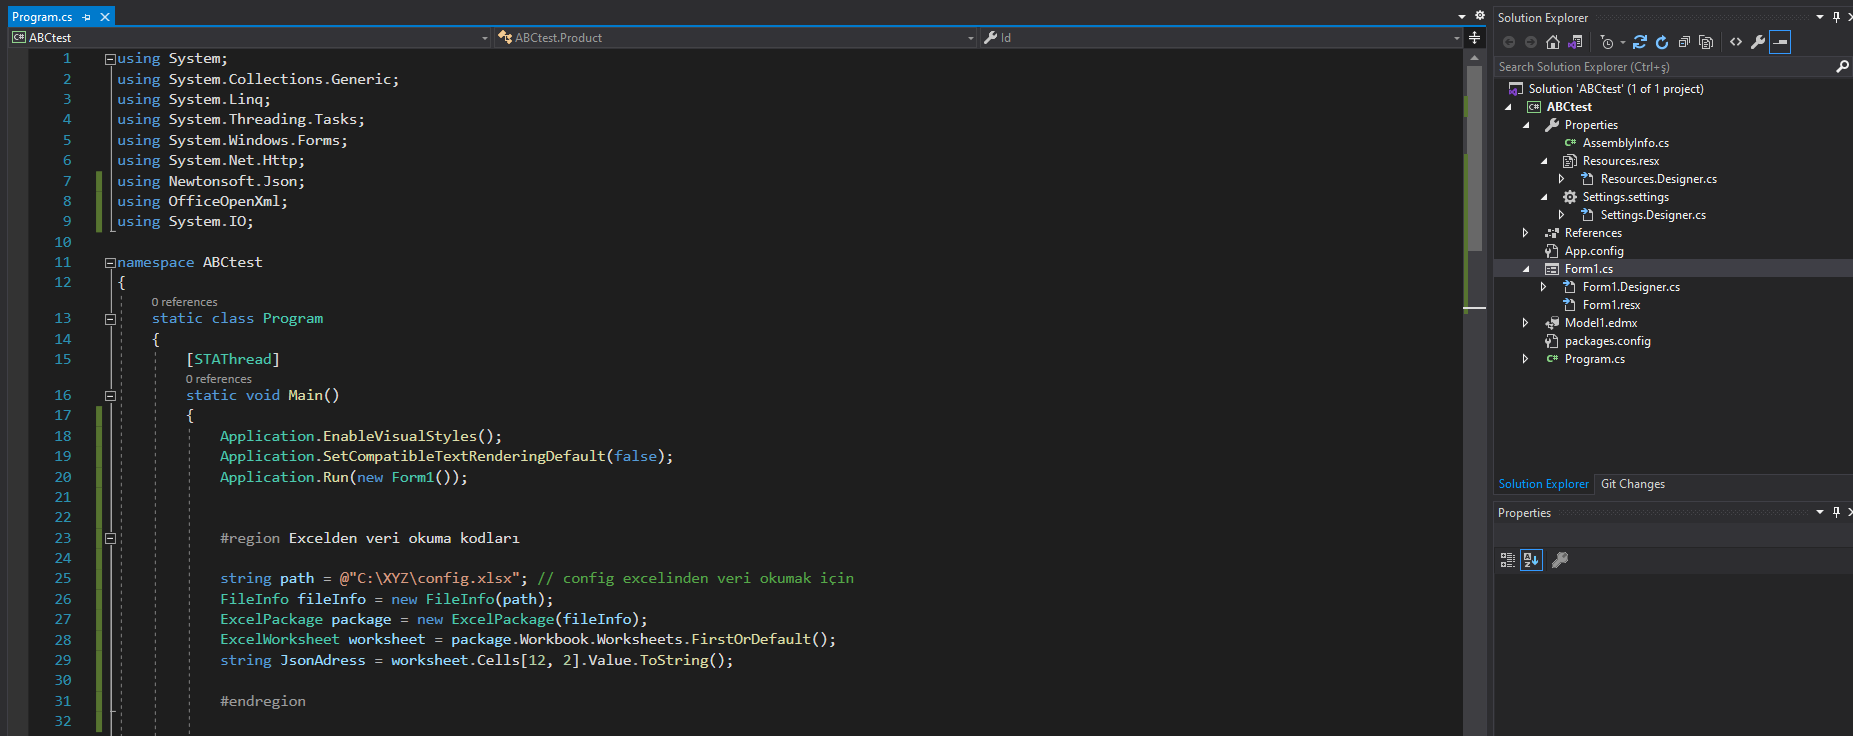 Program.cs
ABCtest
ABCtest.Product
Id
1 using System;
2 using System.Collections.Generic;
3 using System.Linq;
4 using System.Threading.Tasks;
5 using System.Windows.Forms;
6 using System.Net.Http;
7 using Newtonsoft.Json;
8 using OfficeOpenXml;
9 using System.IO;
10
11 namespace ABCtest
12 {
0 references
13 static class Program
14 {
15 [STAThread]
0 references
16 static void Main()
17 {
18 Application.EnableVisualStyles();
19 Application.SetCompatibleTextRenderingDefault(false);
20 Application.Run(new Form1());
21
22
23 #region Excelden veri okuma kodları
24
25 string path = @"C:\XYZ\config.xlsx"; // config excelinden veri okumak için
26 FileInfo fileInfo = new FileInfo(path);
27 ExcelPackage package = new ExcelPackage(fileInfo);
28 ExcelWorksheet worksheet = package.Workbook.Worksheets.FirstOrDefault();
29 string JsonAdress = worksheet.Cells[12, 2].Value.ToString();
30
31 #endregion
32
Solution Explorer
Search Solution Explorer (Ctrl+ş)
Solution 'ABCtest' (1 of 1 project)
C# ABCtest
Properties
C# AssemblyInfo.cs
Resources.resx
Resources.Designer.cs
Settings.settings
Settings.Designer.cs
References
App.config
Form1.cs
Form1.Designer.cs
Form1.resx
Model1.edmx
packages.config
C# Program.cs
Solution Explorer Git Changes
Properties